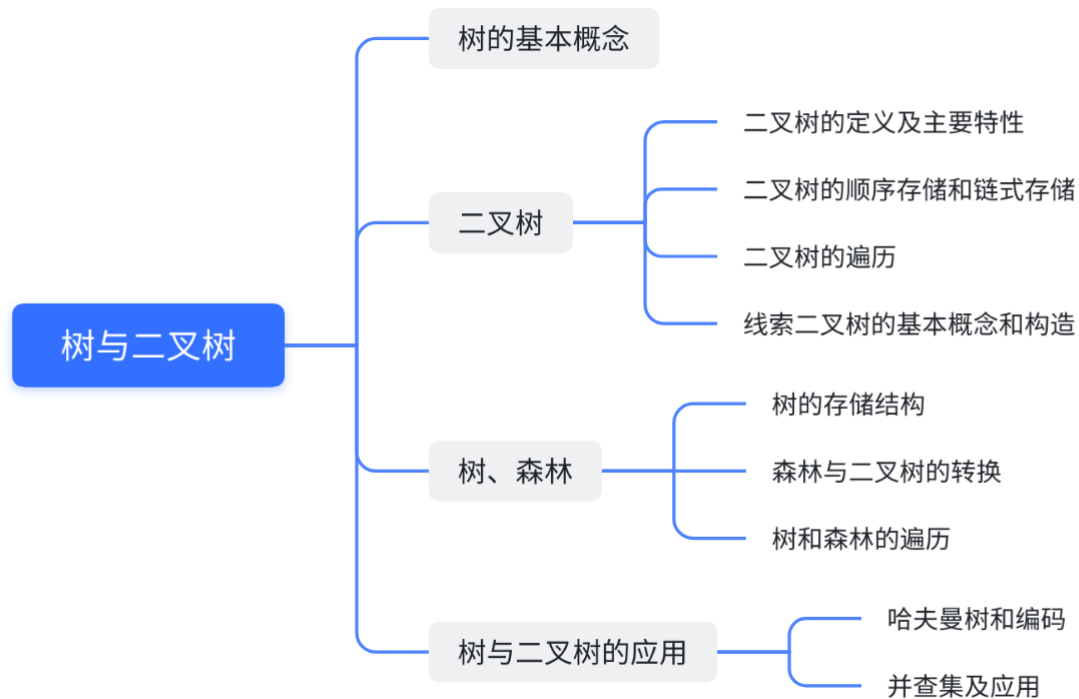 树与二叉树
树的基本概念
二叉树
二叉树的定义及主要特性
二叉树的顺序存储和链式存储
二叉树的遍历
线索二叉树的基本概念和构造
树、森林
树的存储结构
森林与二叉树的转换
树和森林的遍历
树与二叉树的应用
哈夫曼树和编码
并查集及应用